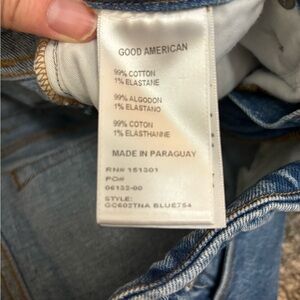 GOOD AMERICAN
99% COTTON
1% ELASTANE
99% ALGODON
1% ELASTANO
99% COTON
1% ELASTHANNE
MADE IN PARAGUAY
RN# 151301
PO#
06132-00
STYLE:
GC602TNA BLUE754